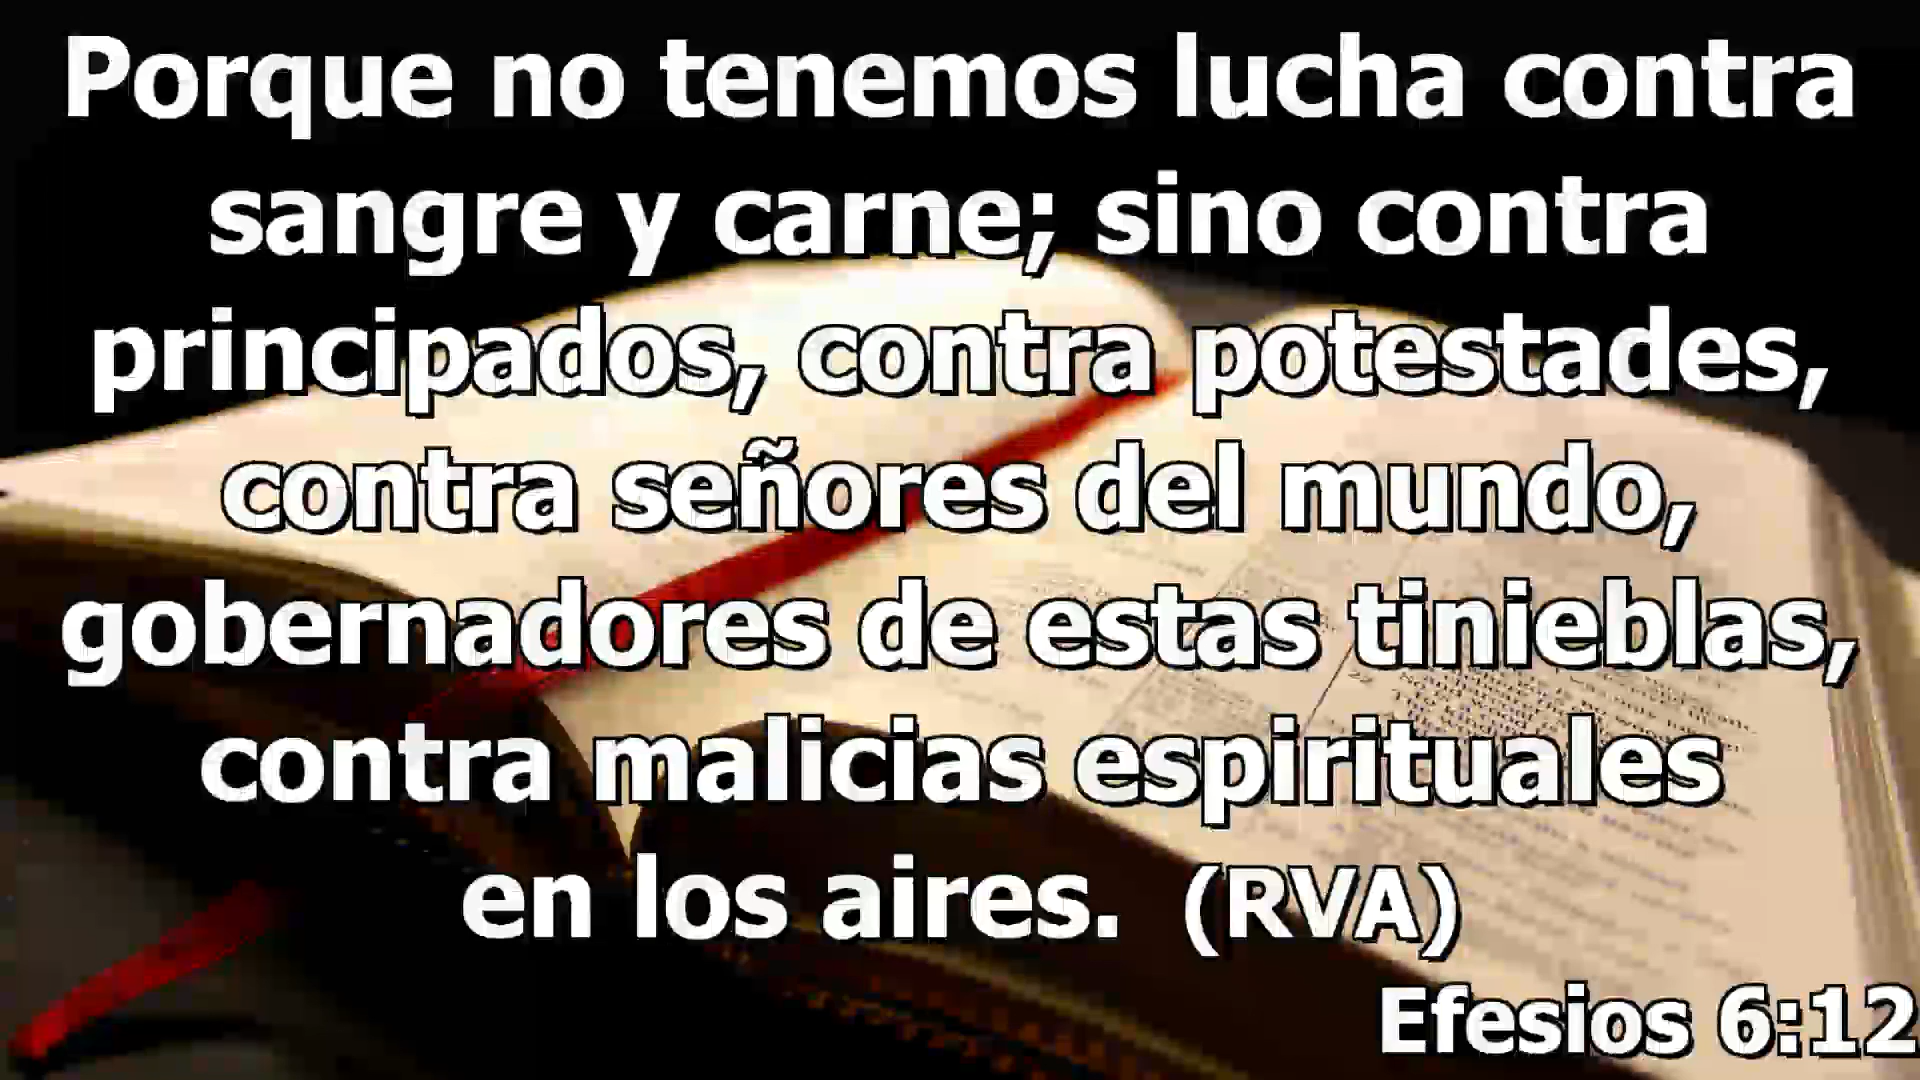 Porque no tenemos lucha contra
sangre y carne; sino contra
principados, contra potestades,
contra señores del mundo,
gobernadores de estas tinieblas,
contra malicias espirituales
en los aires.  (RVA)
Efesios 6:12